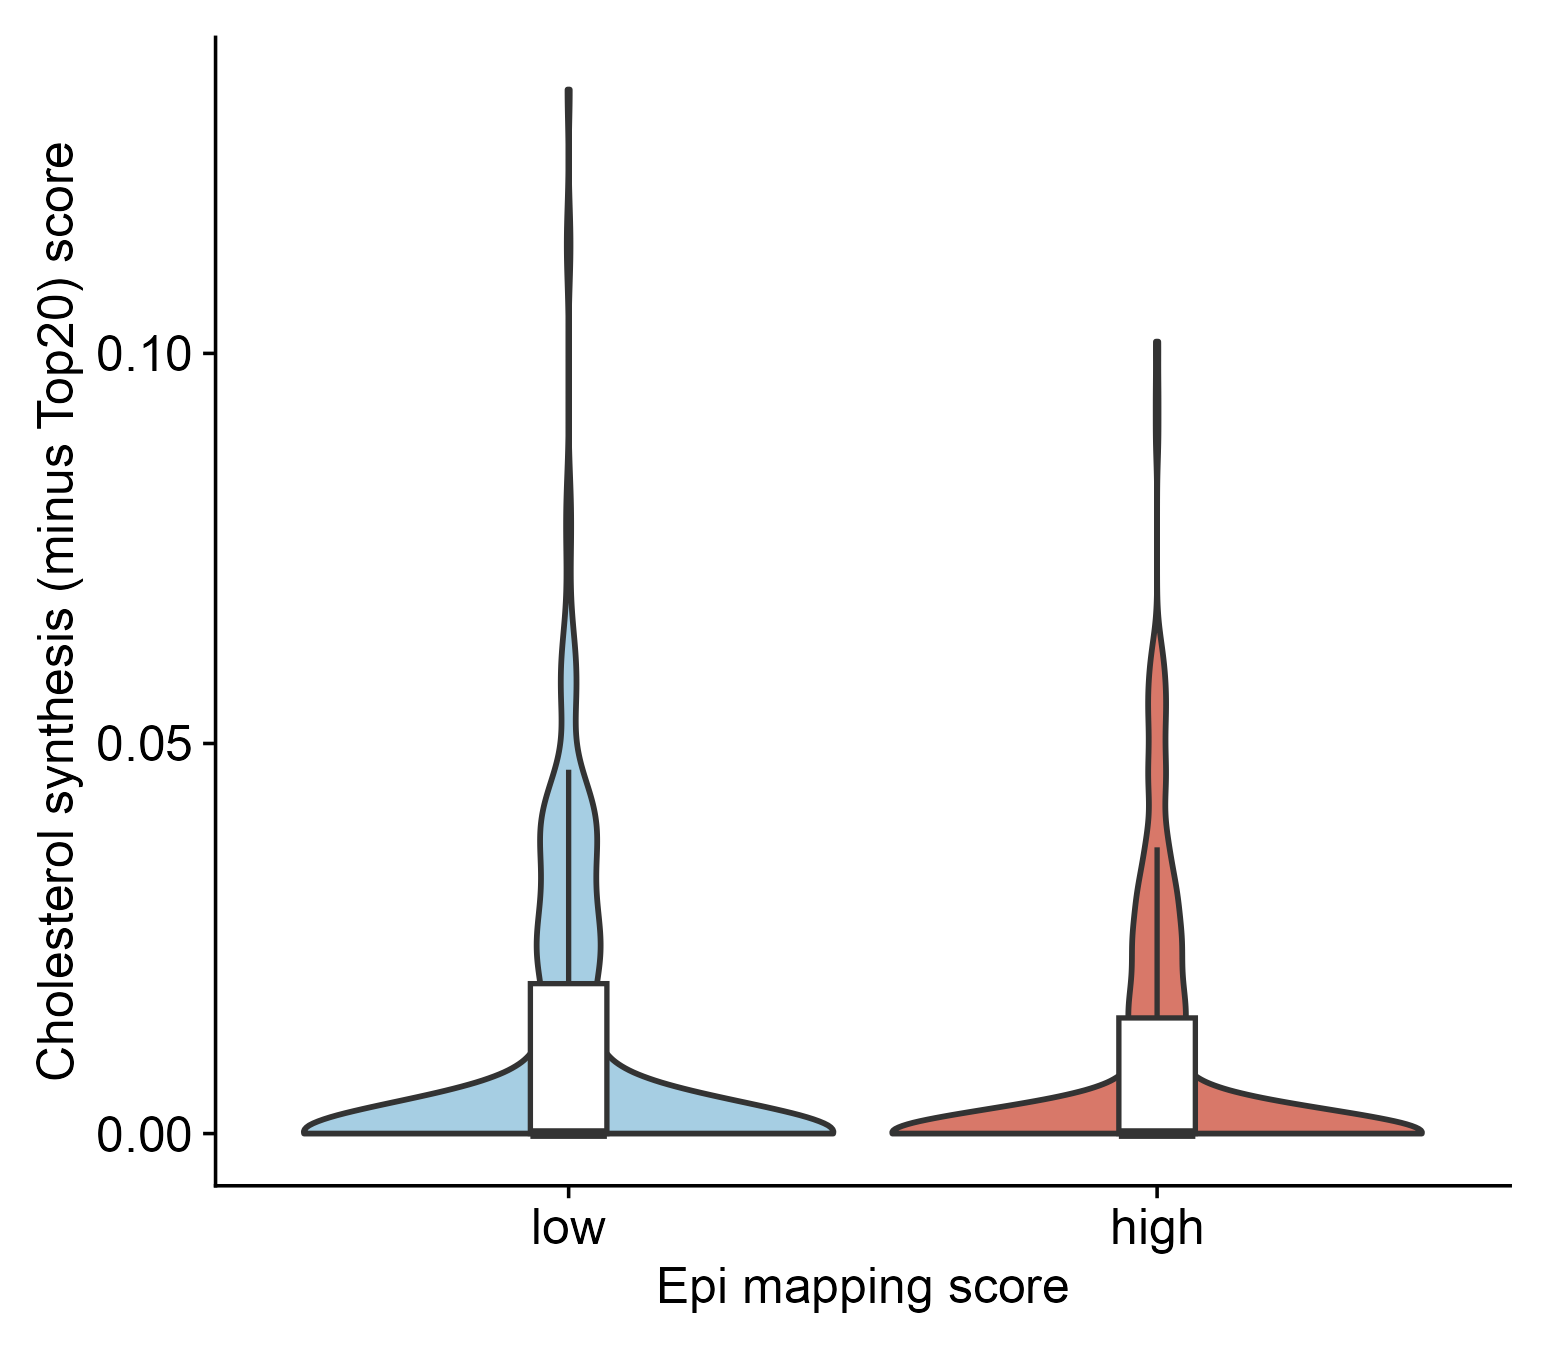 Cholesterol synthesis (minus Top20) score
0.10
0.05
0.00
low
high
Epi mapping score